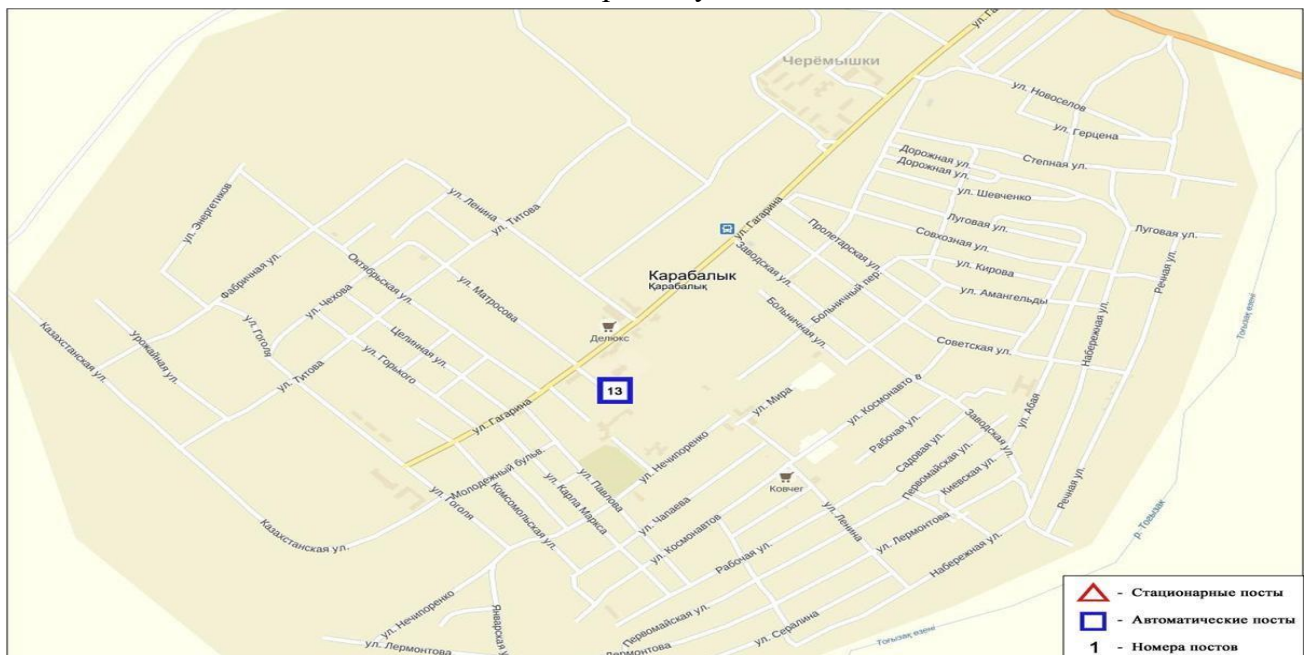 ул. Га
Черёмышки
ул. Новоселов
ул. Герцена
Дорожная ул.
Дорожная ул.
Степная ул.
ул. Энергетиков
ул. Ленина
ул. Титова
ул. Гагарина
ул. Шевченко
Луговая ул.
Луговая ул.
Совхозная ул.
Пролетарская ул.
Заводская ул.
Фабричная ул.
Октябрьская ул.
ул. Кирова
Речная ул.
Карабалык
Қарабалық
Больничный пер.
ул. Амангельды
ул. Чехова
ул. Матросова
Больничная ул.
Тоғызақ өзені
Казахстанская ул.
Урожайная ул.
ул. Гоголя
Целинная ул.
Делюкс
Советская ул.
Набережная ул.
ул. Горького
ул. Титова
13
ул. Мира
ул. Космонавто в
ул. Гагарина
Рабочая ул.
Заводская ул.
ул. Абая
Садовая ул.
Молодежный бульв.
ул. Нечипоренко
Первомайская ул.
Киевская ул.
Ковчег
ул. Гоголя
Комсомольская ул.
ул. Карла Маркса
ул. Павлова
ул. Чапаева
ул. Ленина
Речная ул.
р. Тогызак
Казахстанская ул.
ул. Космонавтов
Рабочая ул.
ул. Лермонтова
Набережная ул.
ул. Нечипоренко
Январская у
Первомайская ул.
ул. Сералина
Тоғызақ өзені
ул. Лермонтова
Лермонтова ул.
- Стационарные посты
- Автоматические посты
1 - Номера постов